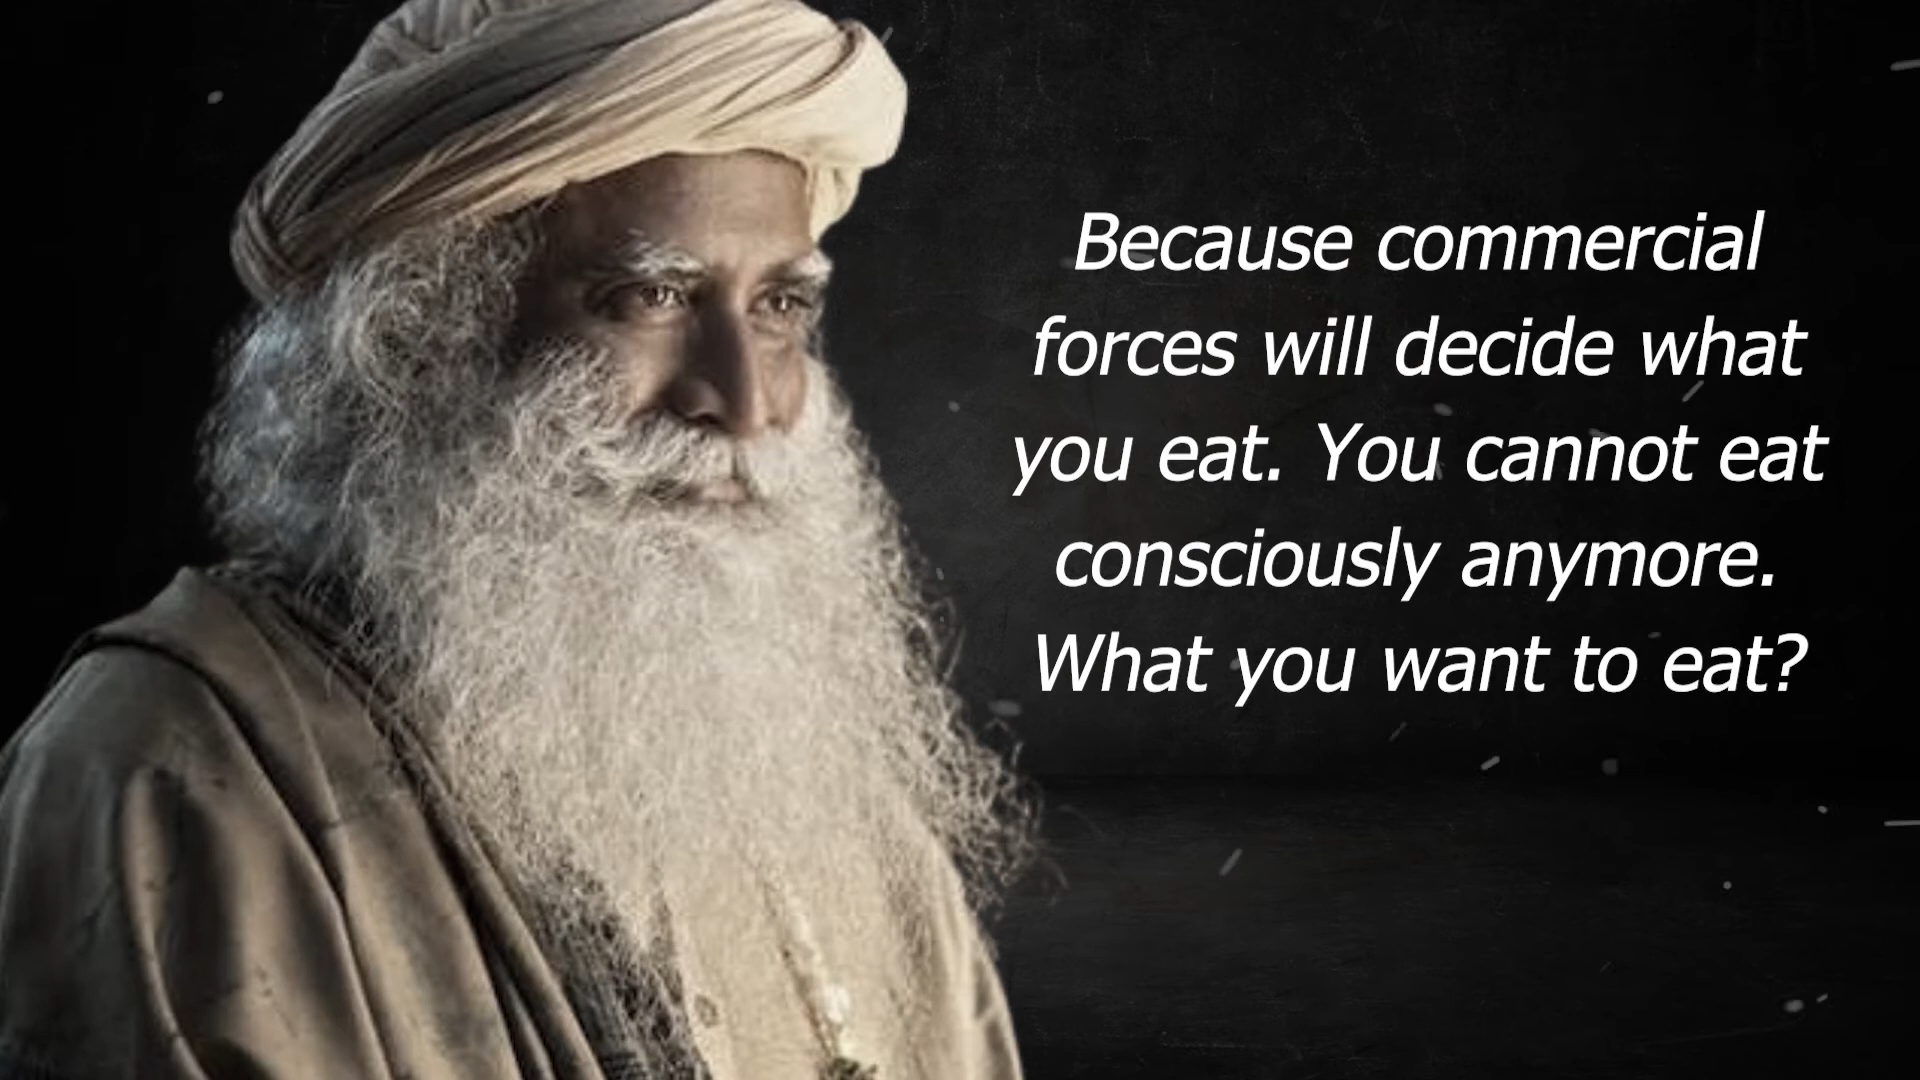 Because commercial
forces will decide what
you eat. You cannot eat
consciously anymore.
What you want to eat?